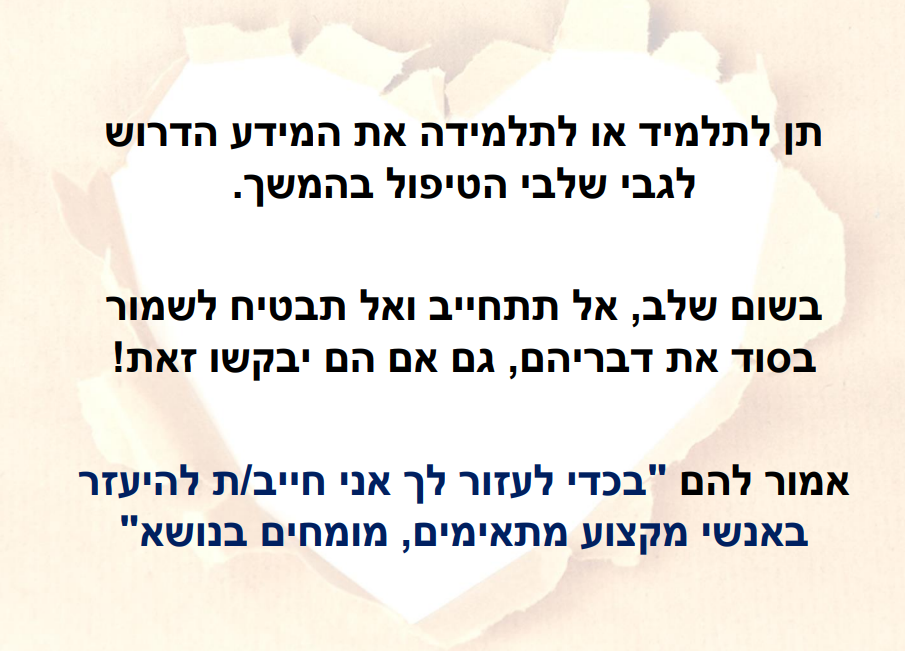 תן לתלמיד או לתלמידה את המידע הדרוש
לגבי שלבי הטיפול בהמשך.
בשום שלב, אל תתחייב ואל תבטיח לשמור
בסוד את דבריהם, גם אם הם יבקשו זאת!
אמור להם "בכדי לעזור לך אני חייב/ת להיעזר
באנשי מקצוע מתאימים, מומחים בנושא"